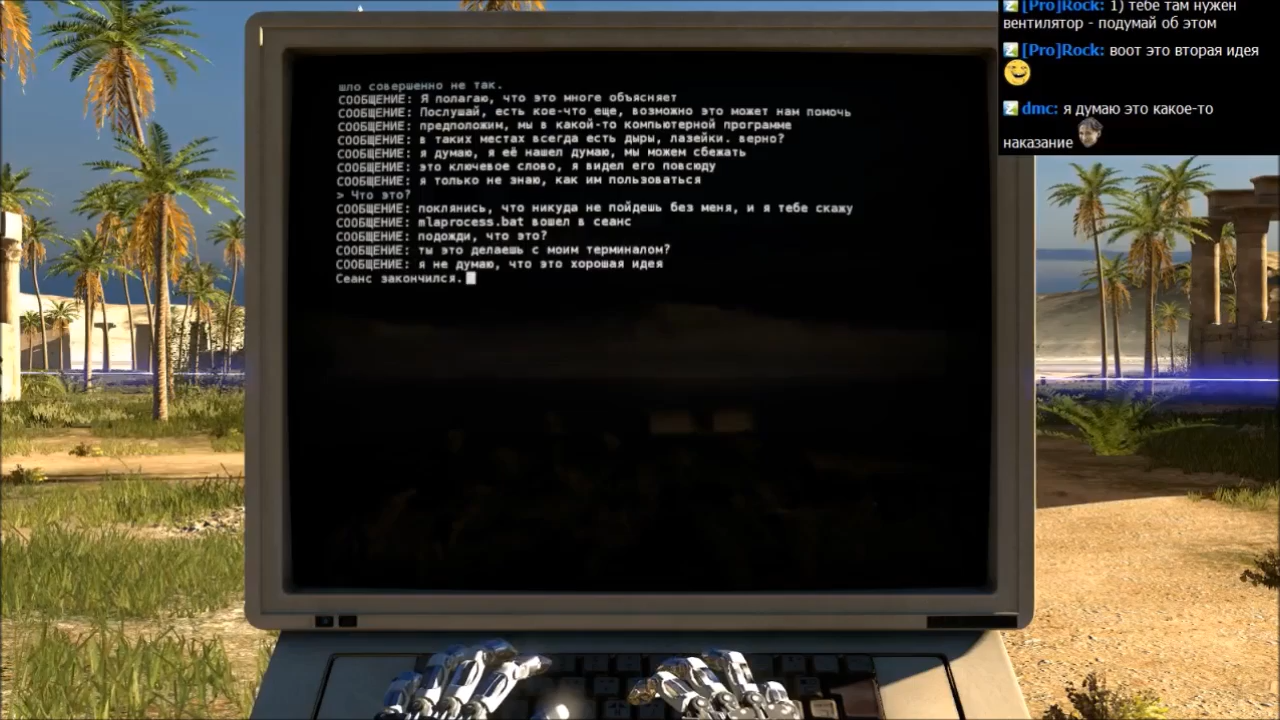 шло совершенно не так.
СООБЩЕНИЕ: Я полагаю, что это многе объясняет
СООБЩЕНИЕ: Послушай, есть кое-что еще, возможно это может нам помочь
СООБЩЕНИЕ: предположим, мы в какой-то компьютерной программе
СООБЩЕНИЕ: в таких местах всегда есть дыры, лазейки. верно?
СООБЩЕНИЕ: я думаю, я её нашел думаю, мы можем сбежать
СООБЩЕНИЕ: это ключевое слово, я видел его повсюду
СООБЩЕНИЕ: я только не знаю, как им пользоваться
> Что это?
СООБЩЕНИЕ: поклянись, что никуда не пойдешь без меня, и я тебе скажу
СООБЩЕНИЕ: mlaprocess.bat вошел в сеанс
СООБЩЕНИЕ: подожди, что это?
СООБЩЕНИЕ: ты это делаешь с моим терминалом?
СООБЩЕНИЕ: я не думаю, что это хорошая идея
Сеанс закончился.
[Pro]Rock: 1) тебе там нужен
вентилятор - подумай об этом
[Pro]Rock: воот это вторая идея
dmc: я думаю это какое-то
наказание